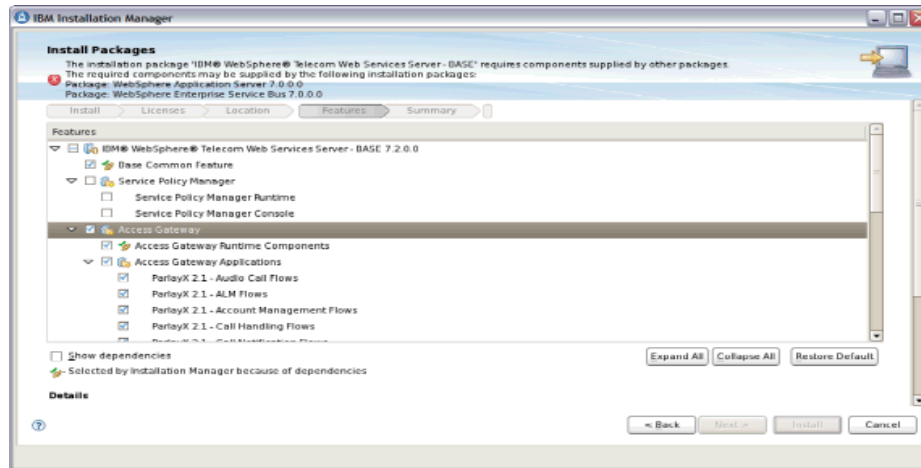 IBM Installation Manager
Install Packages
The installation package 'IBM® WebSphere® Telecom Web Services Server - BASE' requires components supplied by other packages.
The required components may be supplied by the following installation packages:
Package: WebSphere Application Server 7.0.0.0
Package: WebSphere Enterprise Service Bus 7.0.0.0
Install Licenses Location Features Summary
Features
IBM® WebSphere® Telecom Web Services Server - BASE 7.2.0.0
Base Common Feature
Service Policy Manager
Service Policy Manager Runtime
Service Policy Manager Console
Access Gateway
Access Gateway Runtime Components
Access Gateway Applications
ParlayX 2.1 - Audio Call Flows
ParlayX 2.1 - ALM Flows
ParlayX 2.1 - Account Management Flows
ParlayX 2.1 - Call Handling Flows
ParlayX 2.1 - Call Notification Flows
Show dependencies Expand All Collapse All Restore Default
- Selected by Installation Manager because of dependencies
Details
? < Back Next > Install Cancel